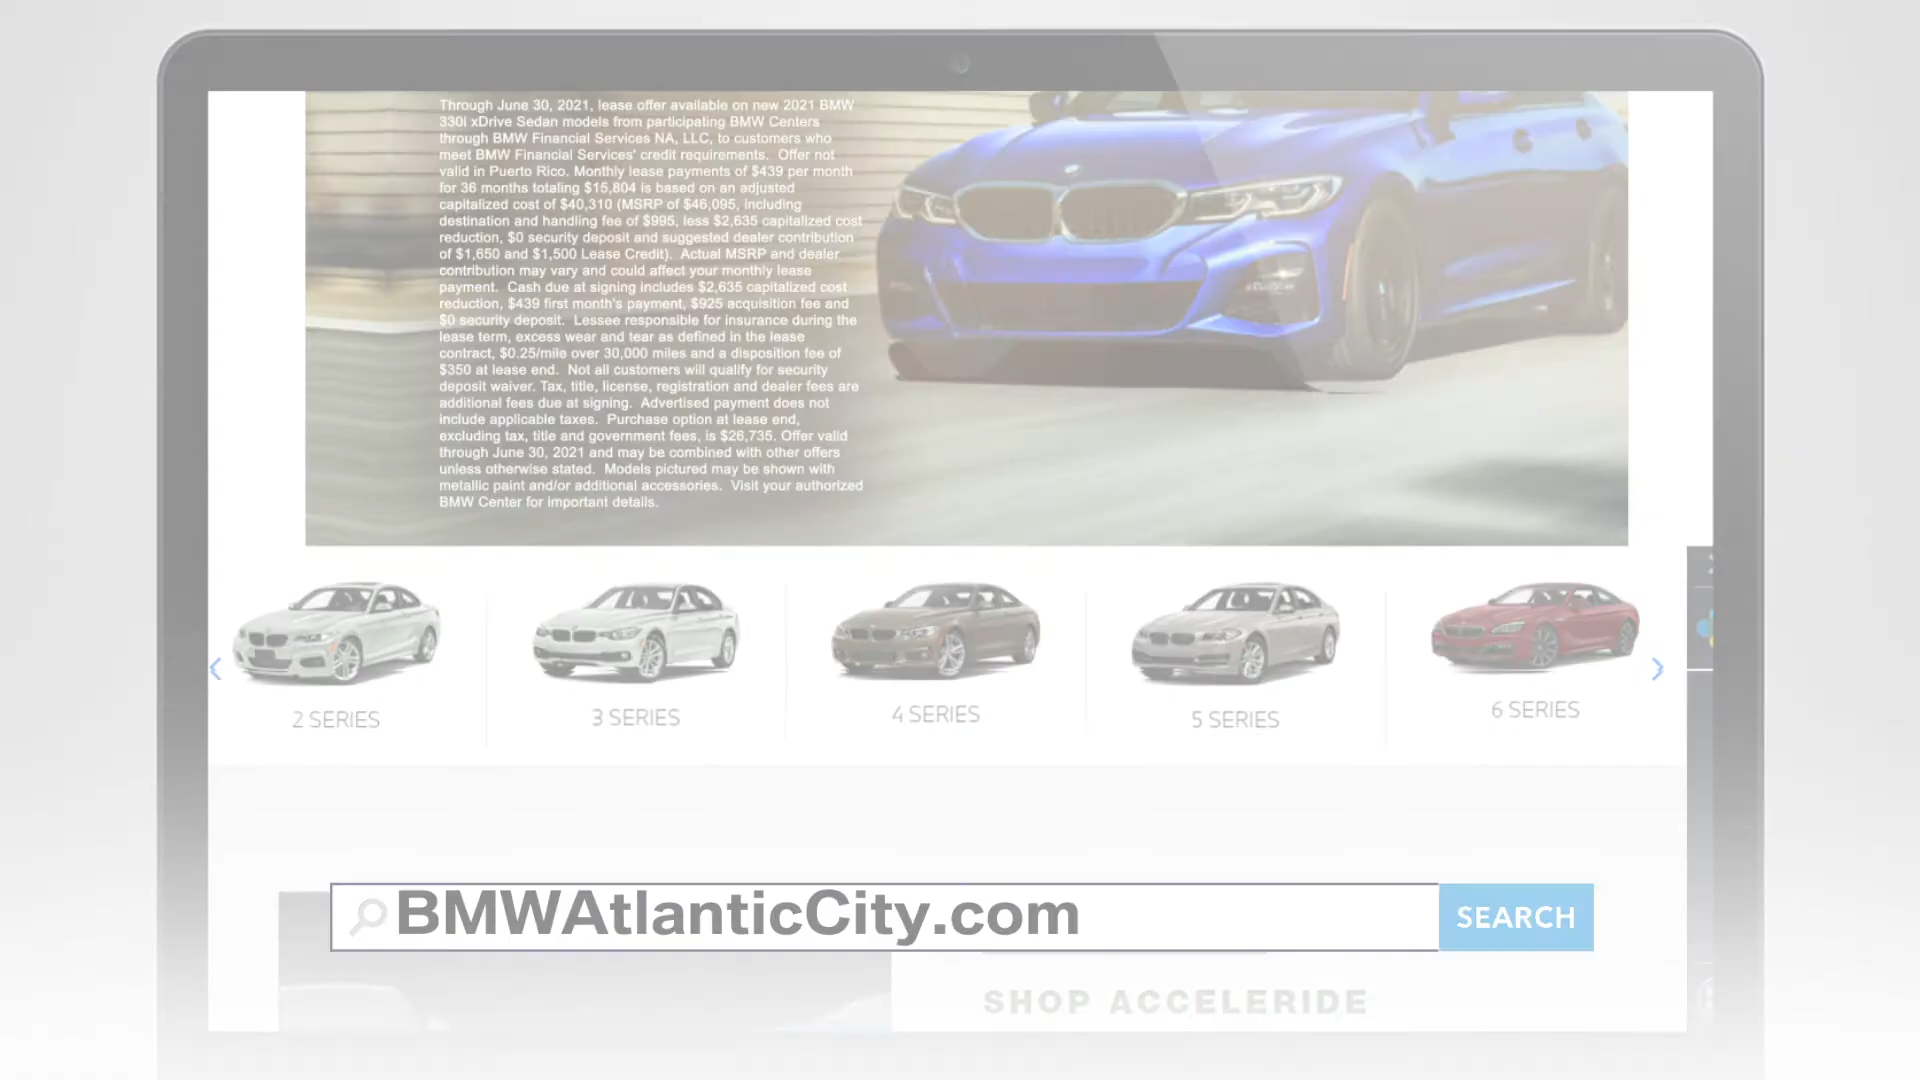 Through June 30, 2021, lease offer available on new 2021 BMW
330i xDrive Sedan models from participating BMW Centers
through BMW Financial Services NA, LLC, to customers who
meet BMW Financial Services' credit requirements. Offer not
valid in Puerto Rico. Monthly lease payments of $439 per month
for 36 months totaling $15,804 is based on an adjusted
capitalized cost of $40,310 (MSRP of $46,095, including
destination and handling fee of $995, less $2,635 capitalized cost
reduction, $0 security deposit and suggested dealer contribution
of $1,650 and $1,500 Lease Credit). Actual MSRP and dealer
contribution may vary and could affect your monthly lease
payment. Cash due at signing includes $2,635 capitalized cost
reduction, $439 first month's payment, $925 acquisition fee and
$0 security deposit. Lessee responsible for insurance during the
lease term, excess wear and tear as defined in the lease
contract, $0.25/mile over 30,000 miles and a disposition fee of
$350 at lease end. Not all customers will qualify for security
deposit waiver. Tax, title, license, registration and dealer fees are
additional fees due at signing. Advertised payment does not
include applicable taxes. Purchase option at lease end,
excluding tax, title and government fees, is $26,735. Offer valid
through June 30, 2021 and may be combined with other offers
unless otherwise stated. Models pictured may be shown with
metallic paint and/or additional accessories. Visit your authorized
BMW Center for important details.
2 SERIES
3 SERIES
4 SERIES
5 SERIES
6 SERIES
BMWAtlanticCity.com
SEARCH
SHOP ACCELERIDE